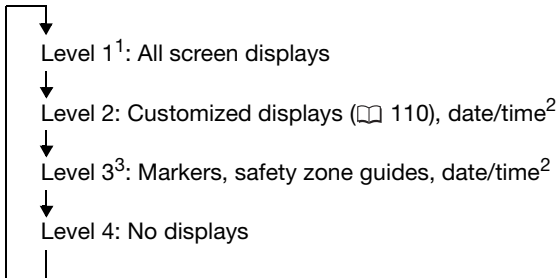 Level 1¹: All screen displays
Level 2: Customized displays (📖 110), date/time²
Level 3³: Markers, safety zone guides, date/time²
Level 4: No displays